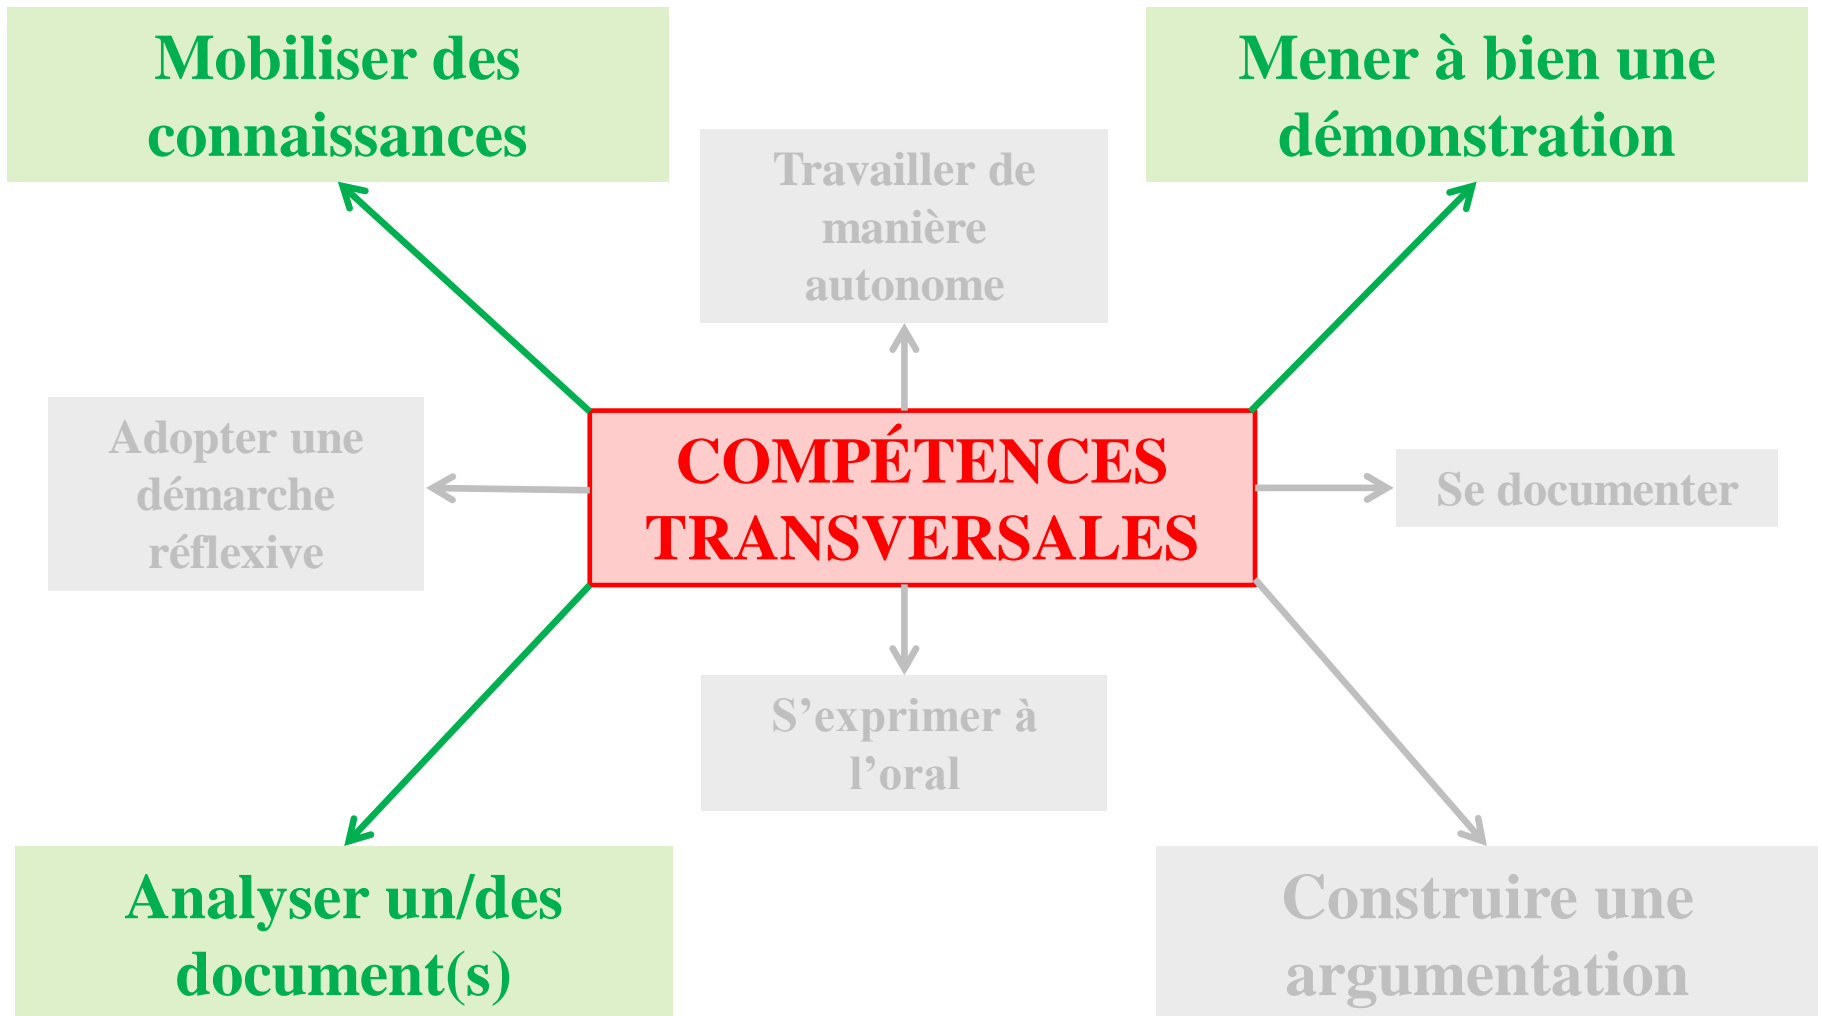 Mobiliser des
connaissances
Mener à bien une
démonstration
Travailler de
manière
autonome
Adopter une
démarche
réflexive
COMPÉTENCES
TRANSVERSALES
Se documenter
S’exprimer à
l’oral
Analyser un/des
document(s)
Construire une
argumentation